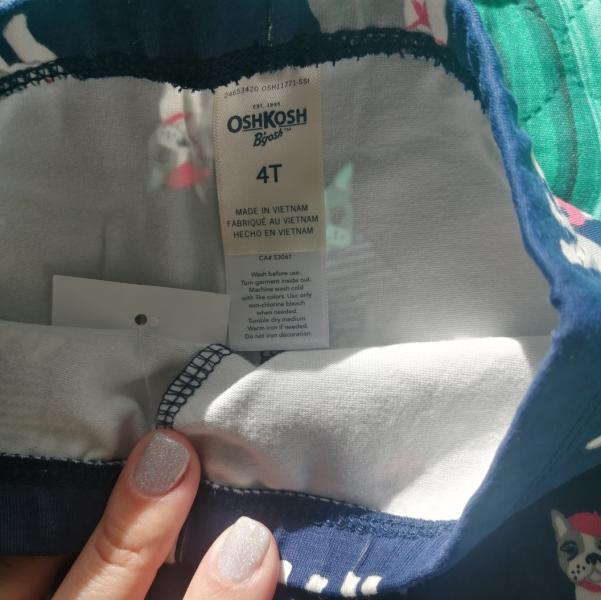 24653420 OSH11771-SS1
EST. 1895
OSHKOSH
B'gosh™
4T
MADE IN VIETNAM
FABRIQUÉ AU VIETNAM
HECHO EN VIETNAM
CA# 53061
Wash before use.
Turn garment inside out.
Machine wash cold
with like colors. Use only
non-chlorine bleach
when needed.
Tumble dry medium.
Warm iron if needed.
Do not iron decoration.